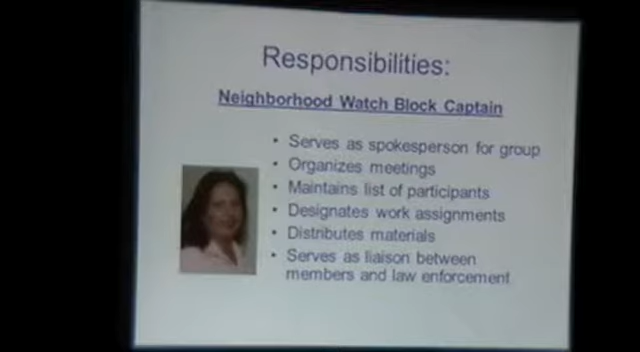 Responsibilities:
Neighborhood Watch Block Captain
• Serves as spokesperson for group
• Organizes meetings
• Maintains list of participants
• Designates work assignments
• Distributes materials
• Serves as liaison between
members and law enforcement